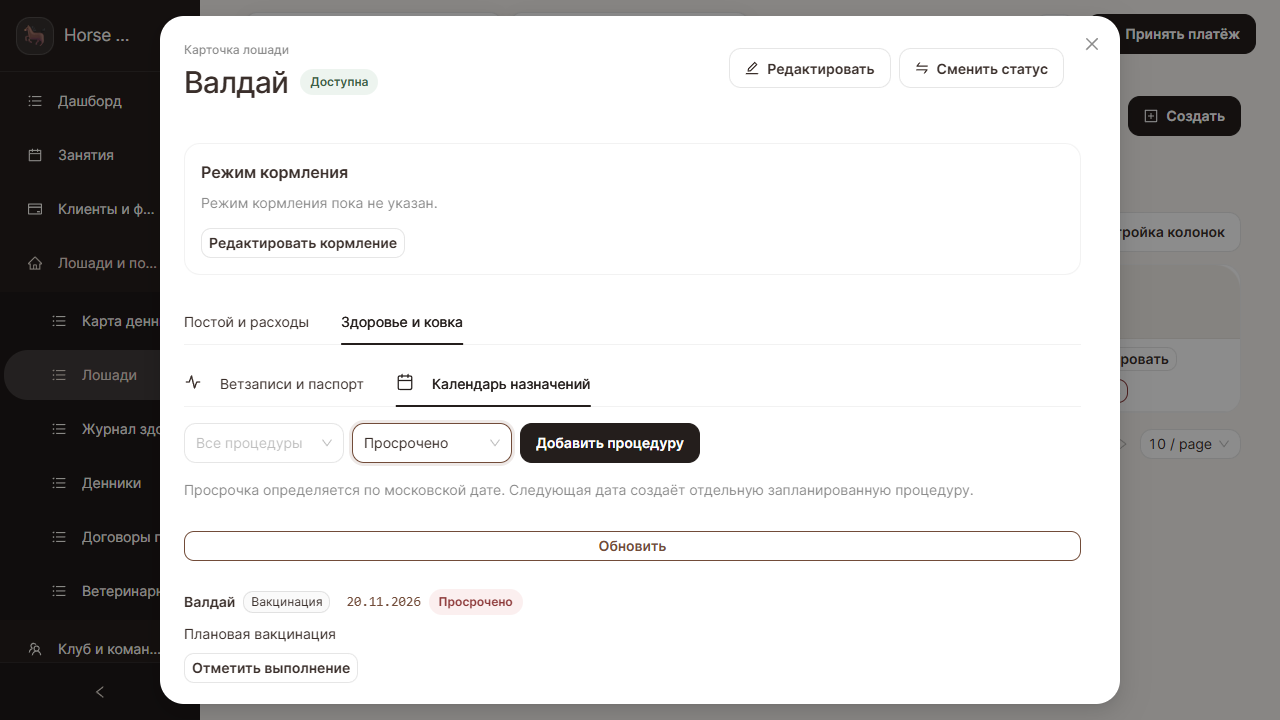 Horse ...
Дашборд
Занятия
Клиенты и ф...
Лошади и по...
Карта денн
Лошади
Журнал здо
Денники
Договоры п
Ветеринарн
Клуб и коман...
Принять платёж
Создать
тройка колонок
ровать
10 / page
Карточка лошади
Валдай
Доступна
Редактировать
Сменить статус
Режим кормления
Режим кормления пока не указан.
Редактировать кормление
Постой и расходы
Здоровье и ковка
Ветзаписи и паспорт
Календарь назначений
Все процедуры
Просрочено
Добавить процедуру
Просрочка определяется по московской дате. Следующая дата создаёт отдельную запланированную процедуру.
Обновить
Валдай Вакцинация 20.11.2026 Просрочено
Плановая вакцинация
Отметить выполнение